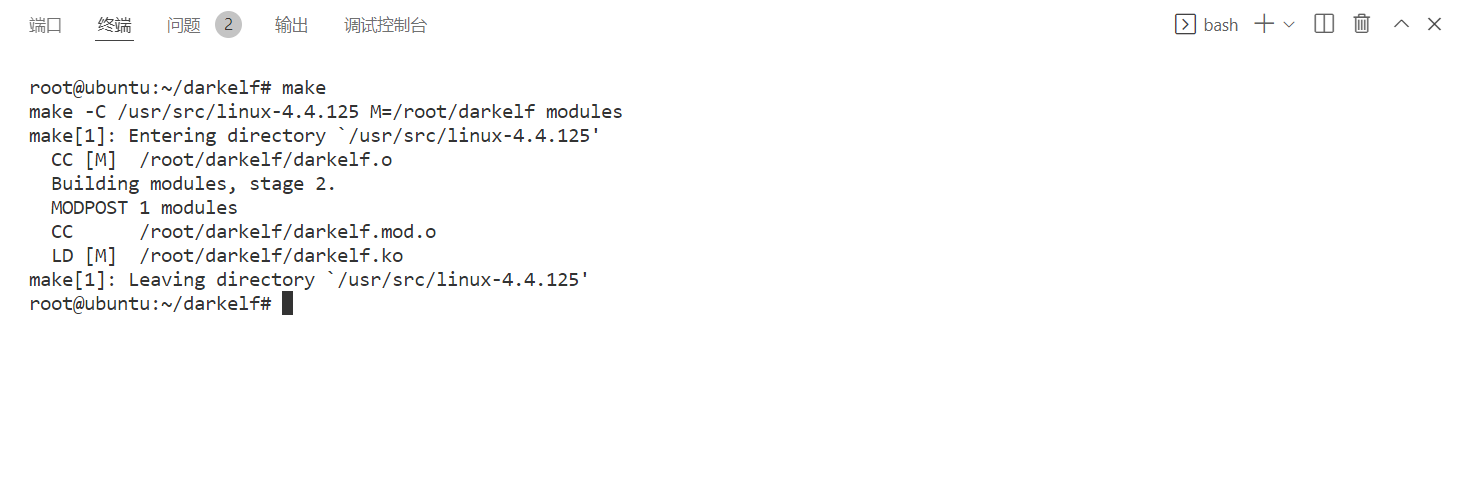 端口 终端 问题 2 输出 调试控制台 bash
root@ubuntu:~/darkelf# make
make -C /usr/src/linux-4.4.125 M=/root/darkelf modules
make[1]: Entering directory `/usr/src/linux-4.4.125'
  CC [M]  /root/darkelf/darkelf.o
  Building modules, stage 2.
  MODPOST 1 modules
  CC      /root/darkelf/darkelf.mod.o
  LD [M]  /root/darkelf/darkelf.ko
make[1]: Leaving directory `/usr/src/linux-4.4.125'
root@ubuntu:~/darkelf#